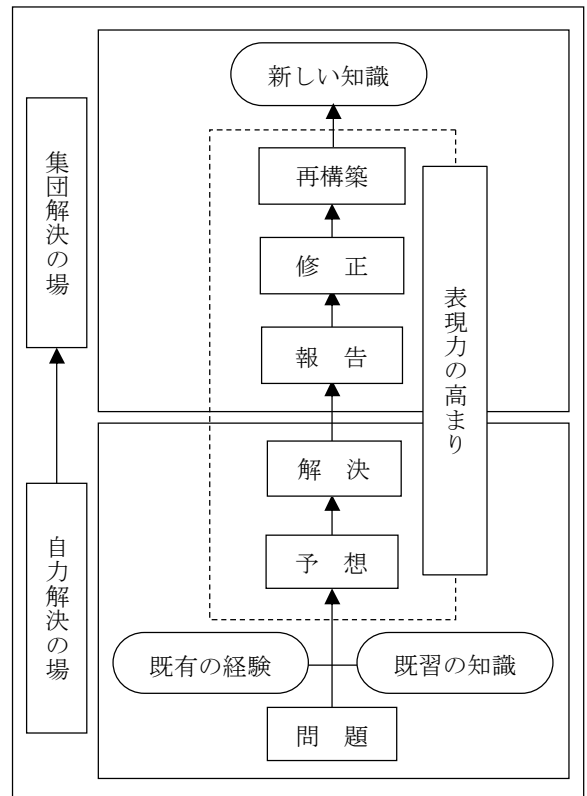 新しい知識
再構築
修　正
報　告
集団解決の場
表現力の高まり
解　決
予　想
自力解決の場
既有の経験
既習の知識
問　題